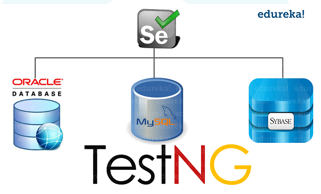 edureka!
Se
ORACLE
DATABASE
MySQL
SYBASE
TestNG